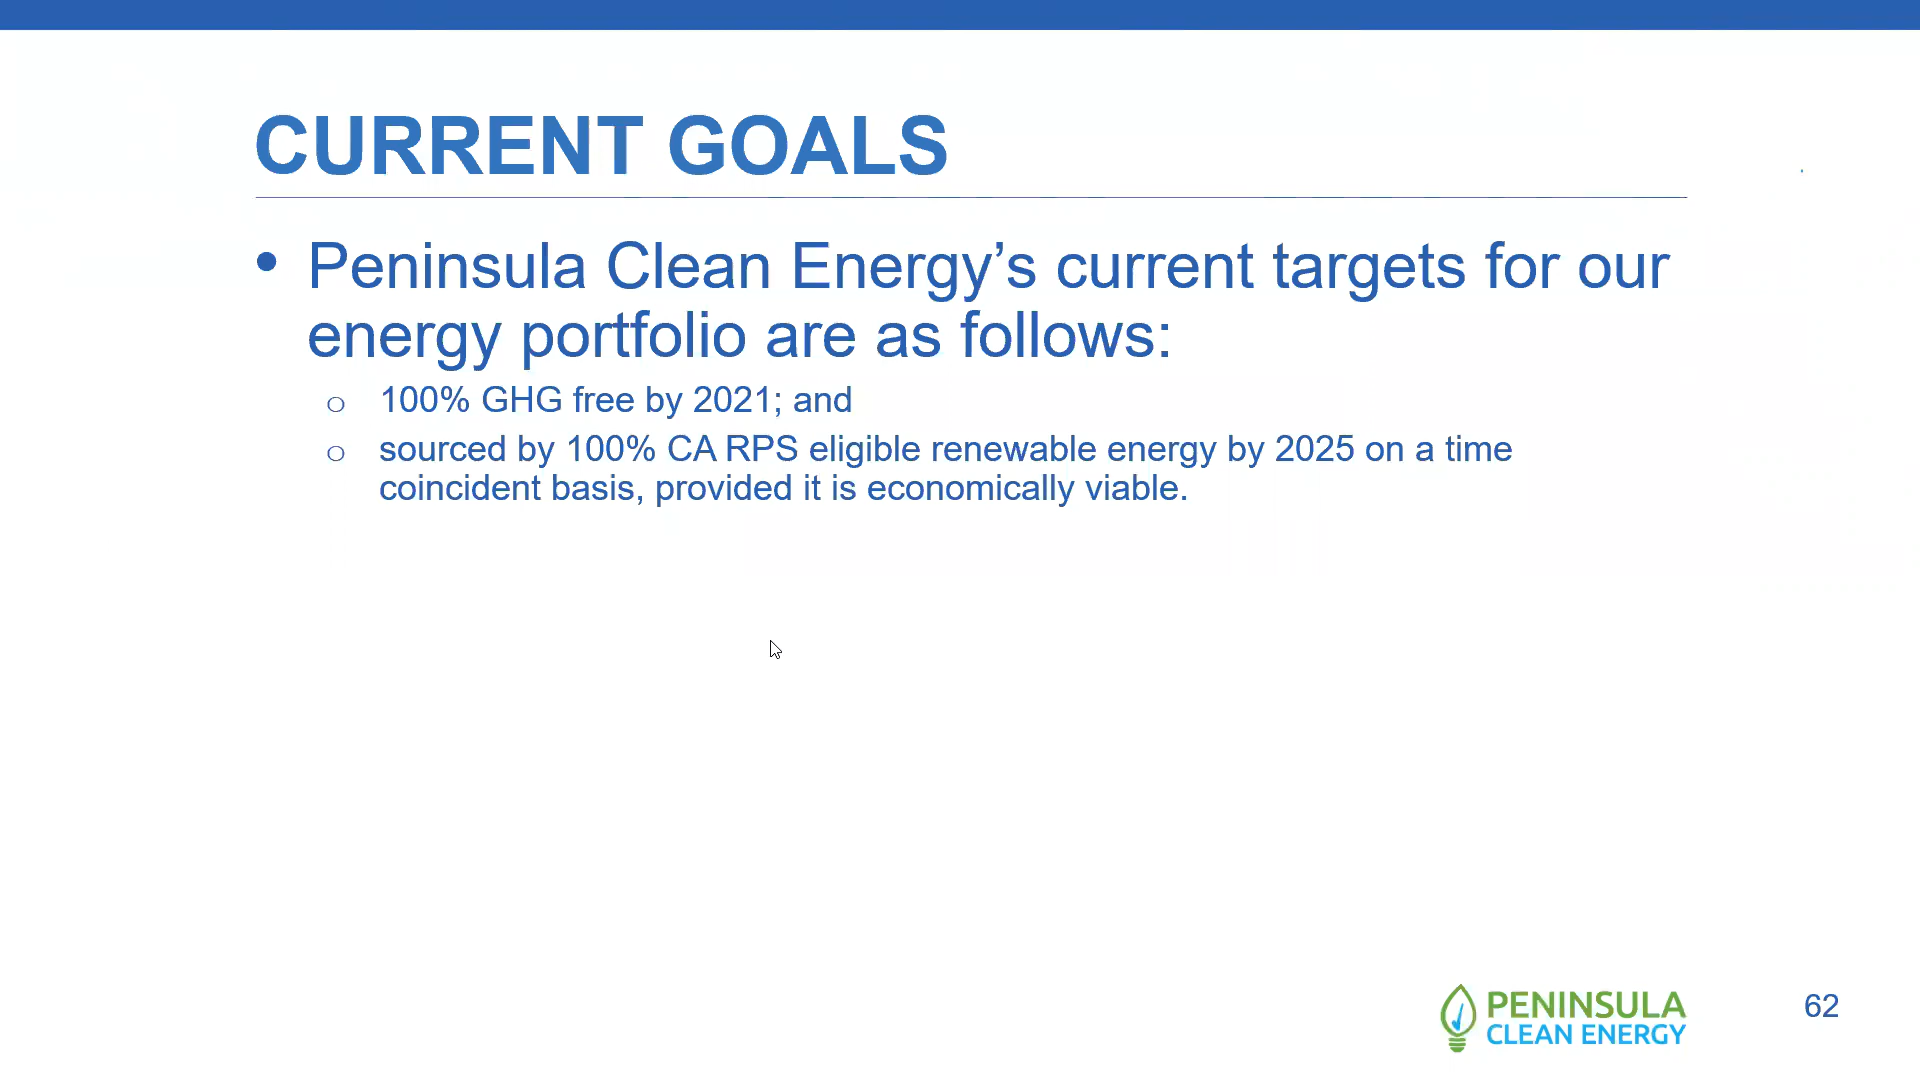 CURRENT GOALS
• Peninsula Clean Energy’s current targets for our
energy portfolio are as follows:
o 100% GHG free by 2021; and
o sourced by 100% CA RPS eligible renewable energy by 2025 on a time
coincident basis, provided it is economically viable.
PENINSULA
CLEAN ENERGY
62